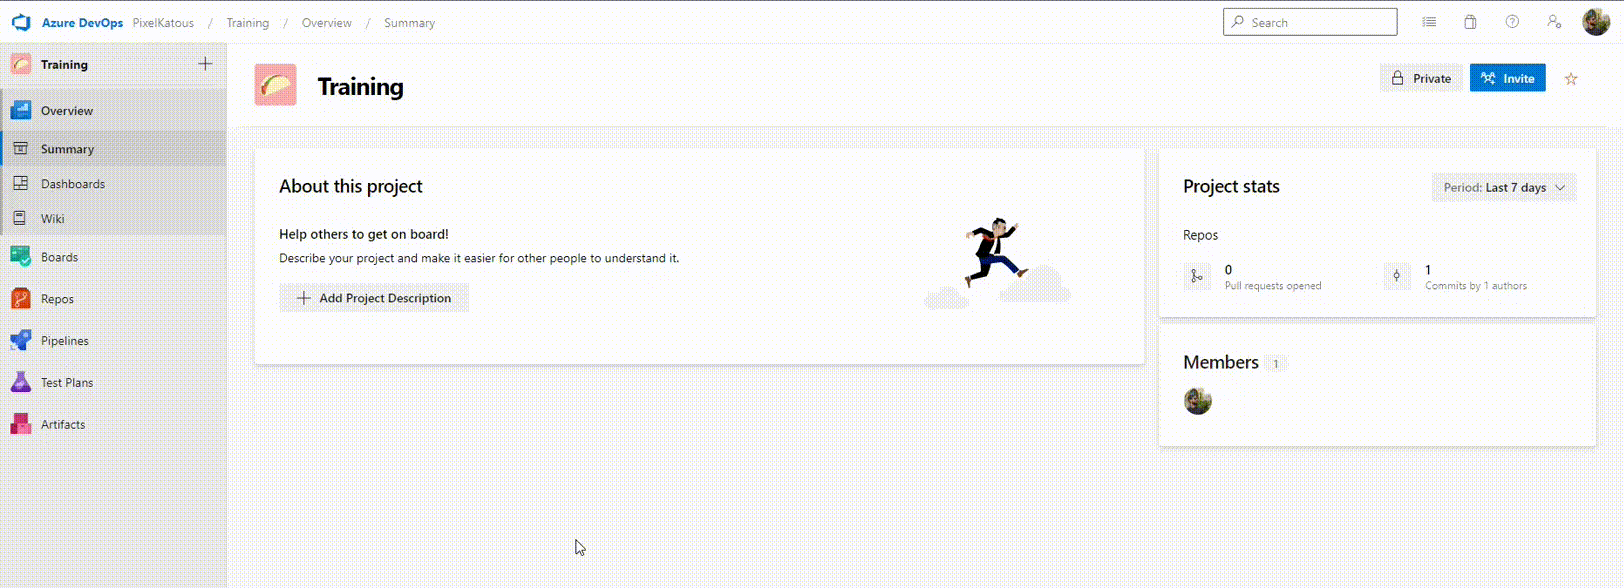 Azure DevOps PixelKatous / Training / Overview / Summary
Search
Training
Overview
Summary
Dashboards
Wiki
Boards
Repos
Pipelines
Test Plans
Artifacts
Training
Private
Invite
About this project
Help others to get on board!
Describe your project and make it easier for other people to understand it.
Add Project Description
Project stats
Period: Last 7 days
Repos
0
Pull requests opened
1
Commits by 1 authors
Members 1